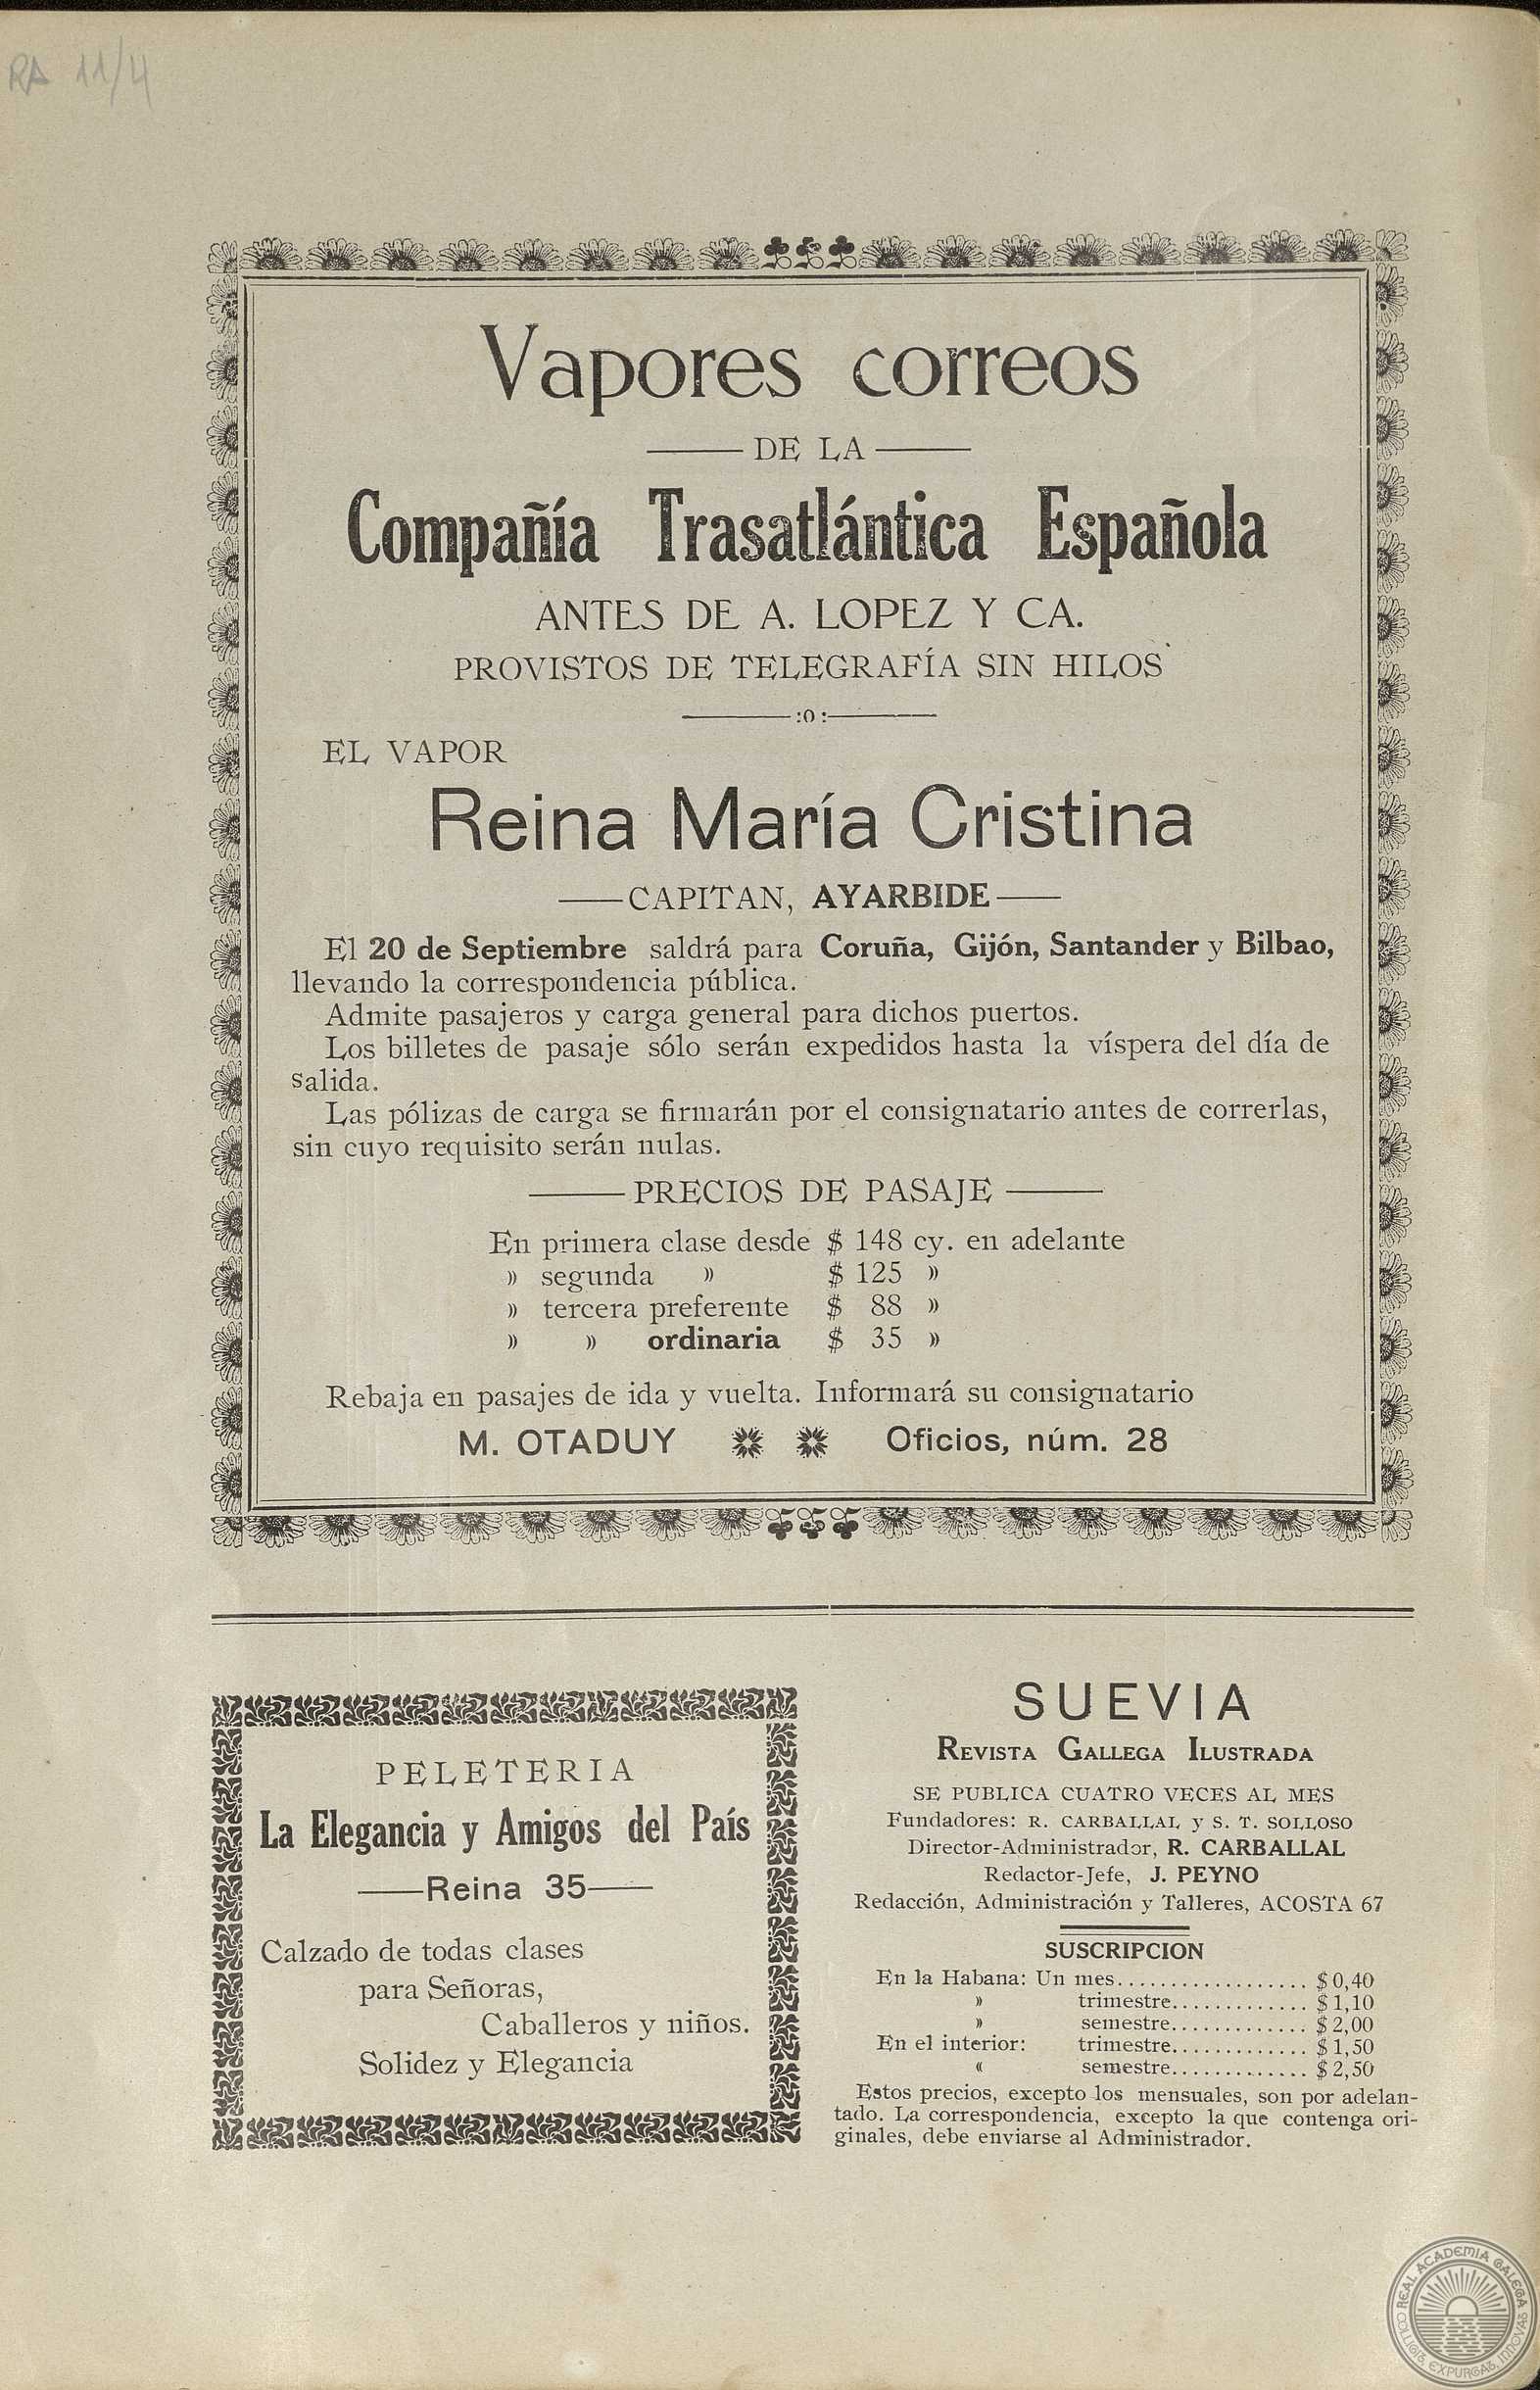 RA 11/4
Vapores correos
DE LA
Compañía Trasatlántica Española
ANTES DE A. LOPEZ Y CA.
PROVISTOS DE TELEGRAFÍA SIN HILOS
:o:
EL VAPOR
Reina María Cristina
CAPITAN, AYARBIDE
El 20 de Septiembre saldrá para Coruña, Gijón, Santander y Bilbao,
llevando la correspondencia pública.
Admite pasajeros y carga general para dichos puertos.
Los billetes de pasaje sólo serán expedidos hasta la víspera del día de
salida.
Las pólizas de carga se firmarán por el consignatario antes de correrlas,
sin cuyo requisito serán nulas.
PRECIOS DE PASAJE
En primera clase desde $ 148 cy. en adelante
» segunda » $ 125 »
» tercera preferente $ 88 »
» » ordinaria $ 35 »
Rebaja en pasajes de ida y vuelta. Informará su consignatario
M. OTADUY Oficios, núm. 28
PELETERIA
La Elegancia y Amigos del País
Reina 35
Calzado de todas clases
para Señoras,
Caballeros y niños.
Solidez y Elegancia
SUEVIA
REVISTA GALLEGA ILUSTRADA
SE PUBLICA CUATRO VECES AL MES
Fundadores: R. CARBALLAL y S. T. SOLLOSO
Director-Administrador, R. CARBALLAL
Redactor-Jefe, J. PEYNO
Redacción, Administración y Talleres, ACOSTA 67
SUSCRIPCION
En la Habana: Un mes.................. $ 0,40
» trimestre............. $ 1,10
» semestre............. $ 2,00
En el interior: trimestre............. $ 1,50
« semestre............. $ 2,50
Estos precios, excepto los mensuales, son por adelan-
tado. La correspondencia, excepto la que contenga ori-
ginales, debe enviarse al Administrador.
REAL ACADEMIA GALEGA
COLLIGIT, EXPURGAT, INNOVAT